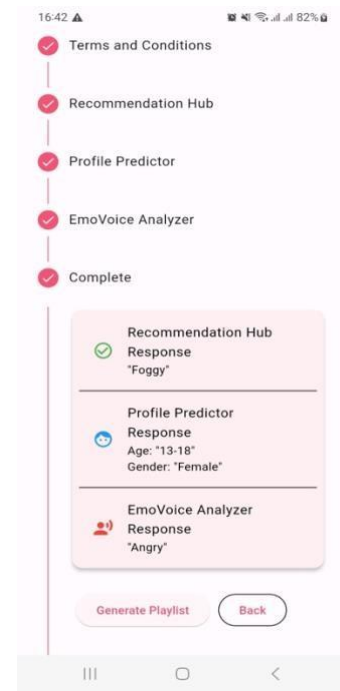 16:42 82%
Terms and Conditions
Recommendation Hub
Profile Predictor
EmoVoice Analyzer
Complete
Recommendation Hub
Response
"Foggy"
Profile Predictor
Response
Age: "13-18"
Gender: "Female"
EmoVoice Analyzer
Response
"Angry"
Generate Playlist Back